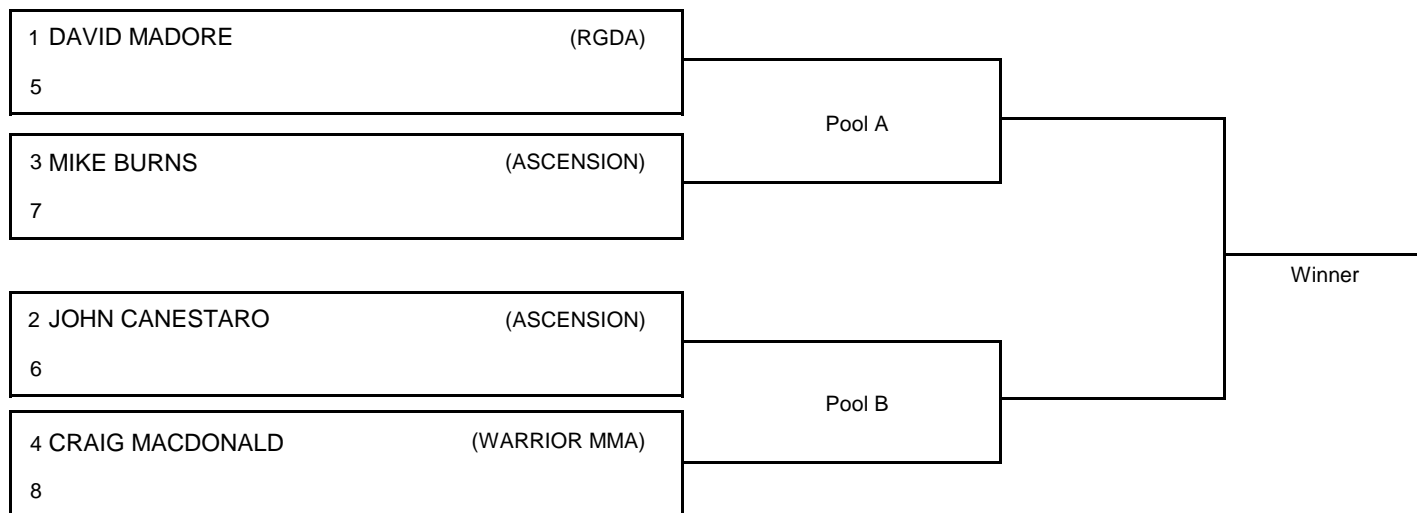 1 DAVID MADORE (RGDA)
5
Pool A
3 MIKE BURNS (ASCENSION)
7
Winner
2 JOHN CANESTARO (ASCENSION)
6
Pool B
4 CRAIG MACDONALD (WARRIOR MMA)
8